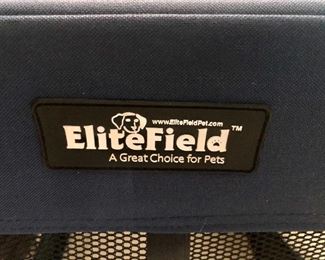 www.EliteFieldPet.com
EliteField™
A Great Choice for Pets